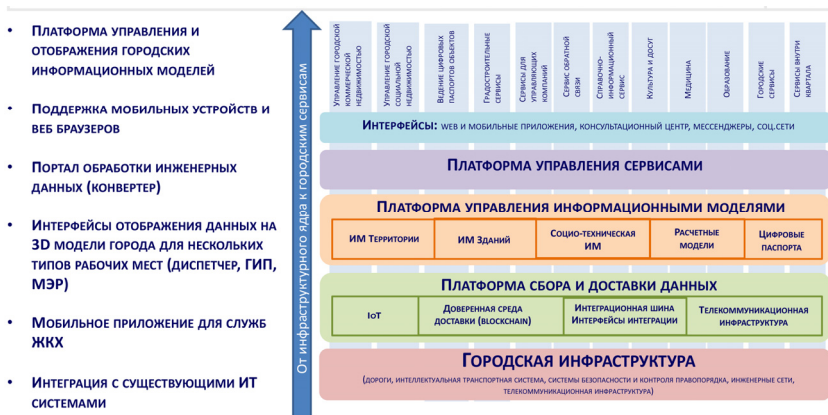 • Платформа управления и
отображения городских
информационных моделей
• Поддержка мобильных устройств и
веб браузеров
• Портал обработки инженерных
данных (конвертер)
• Интерфейсы отображения данных на
3D модели города для нескольких
типов рабочих мест (диспетчер, ГИП,
МЭР)
• Мобильное приложение для служб
ЖКХ
• Интеграция с существующими ИТ
системами
От инфраструктурного ядра к городским сервисам
Управление городской
коммерческой
недвижимостью
Управление городской
социальной
недвижимостью
Ведение цифровых
паспортов объектов
Градостроительные
сервисы
Сервисы для
управляющих
компаний
Сервис обратной
связи
Справочно-
информационный
сервис
Культура и досуг
Медицина
Образование
Городские
сервисы
Сервисы внутри
квартала
Интерфейсы: web и мобильные приложения, консультационный центр, мессенджеры, соц.сети
Платформа управления сервисами
Платформа управления информационными моделями
ИМ Территории
ИМ Зданий
Социо-техническая
ИМ
Расчетные
модели
Цифровые
паспорта
Платформа сбора и доставки данных
IoT
Доверенная среда
доставки (blockchain)
Интеграционная шина
Интерфейсы интеграции
Телекоммуникационная
инфраструктура
Городская инфраструктура
(дороги, интеллектуальная транспортная система, системы безопасности и контроля правопорядка, инженерные сети,
телекоммуникационная инфраструктура)